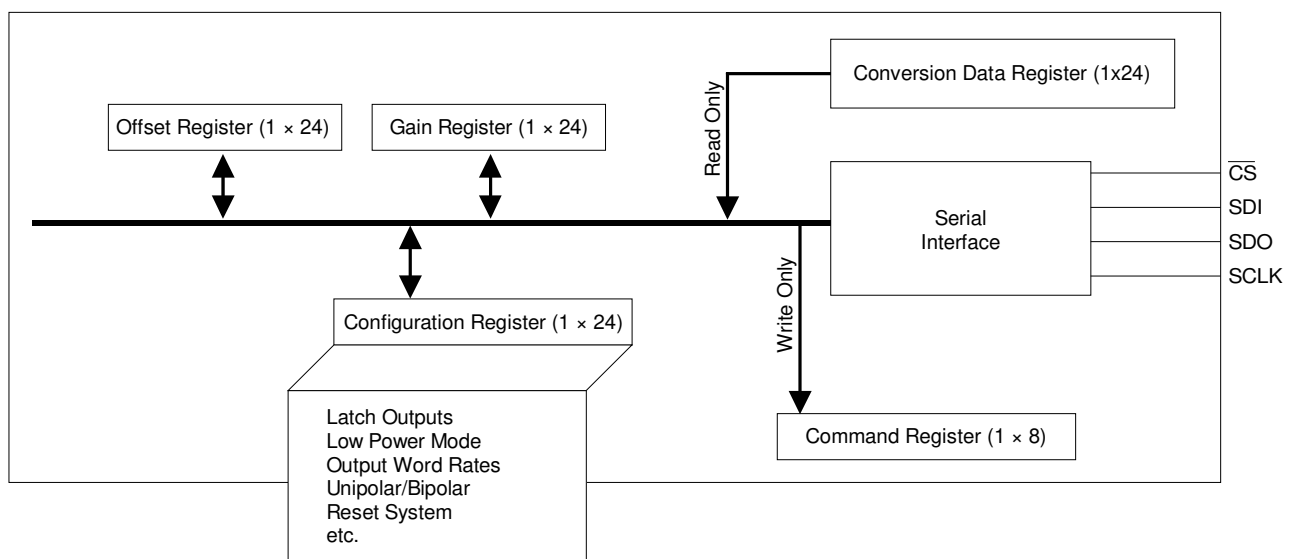 Conversion Data Register (1x24)
Offset Register (1 × 24)
Gain Register (1 × 24)
Read Only
Serial
Interface
CS
SDI
SDO
SCLK
Configuration Register (1 × 24)
Write Only
Latch Outputs
Low Power Mode
Output Word Rates
Unipolar/Bipolar
Reset System
etc.
Command Register (1 × 8)